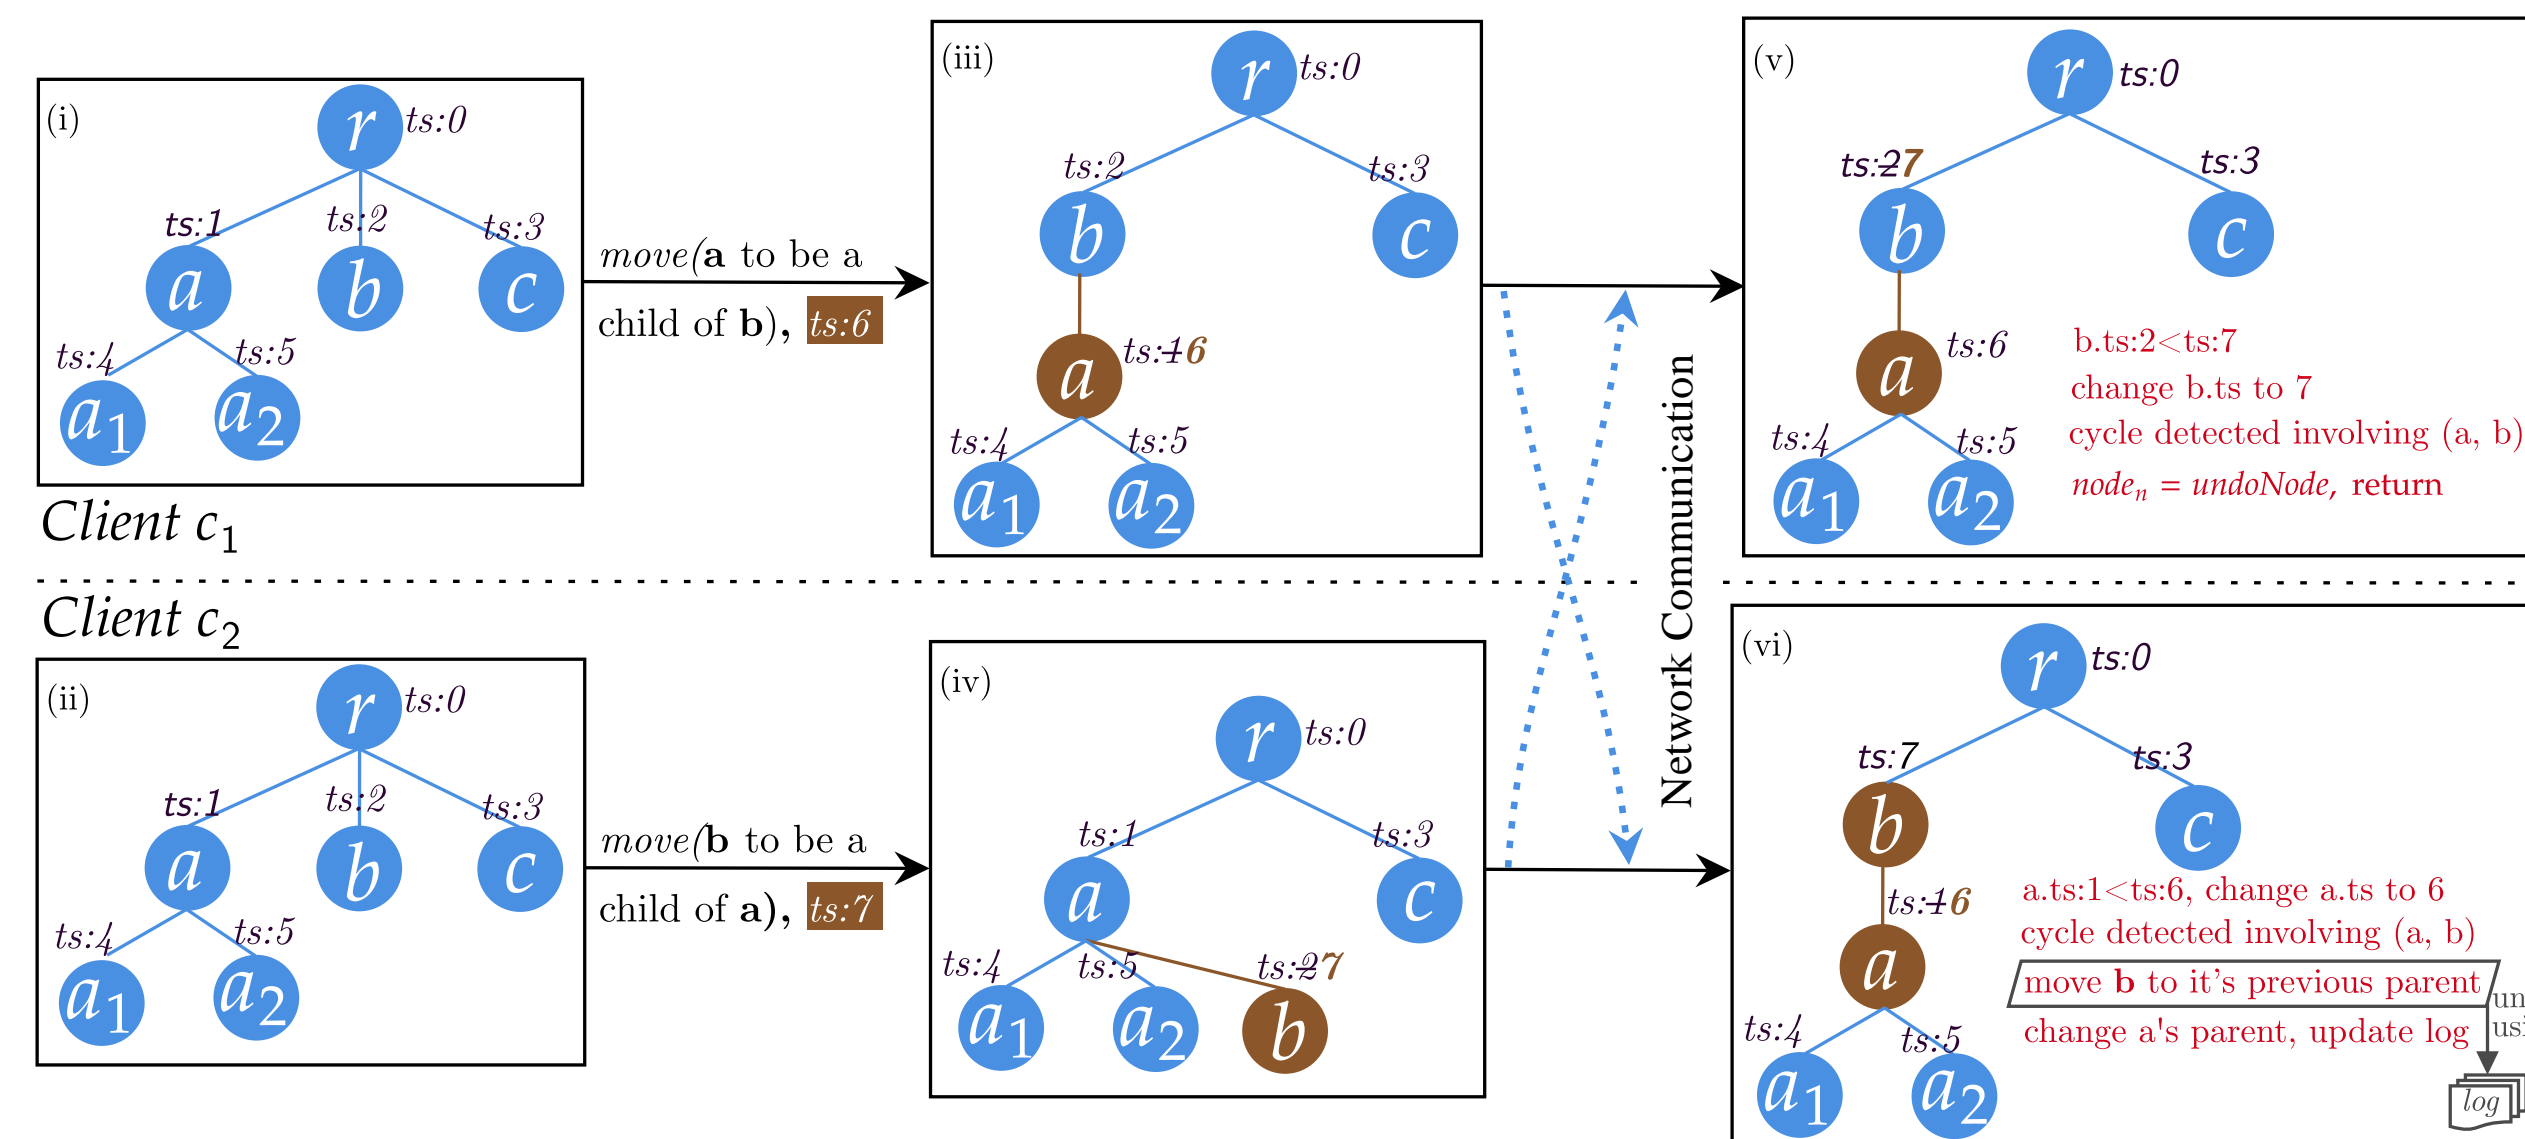 (i)
r ts:0
ts:1 ts:2 ts:3
a b c
ts:4 ts:5
a1 a2
Client c1
move(a to be a
child of b), ts:6
(iii)
r ts:0
ts:2 ts:3
b c
a ts:16
ts:4 ts:5
a1 a2
Network Communication
(v)
r ts:0
ts:27 ts:3
b c
a ts:6
ts:4 ts:5
a1 a2
b.ts:2<ts:7
change b.ts to 7
cycle detected involving (a, b)
noden = undoNode, return
Client c2
(ii)
r ts:0
ts:1 ts:2 ts:3
a b c
ts:4 ts:5
a1 a2
move(b to be a
child of a), ts:7
(iv)
r ts:0
ts:1 ts:3
a c
ts:4 ts:5 ts:27
a1 a2 b
(vi)
r ts:0
ts:7 ts:3
b c
ts:16
a
ts:4 ts:5
a1 a2
a.ts:1<ts:6, change a.ts to 6
cycle detected involving (a, b)
move b to it's previous parent
change a's parent, update log
log